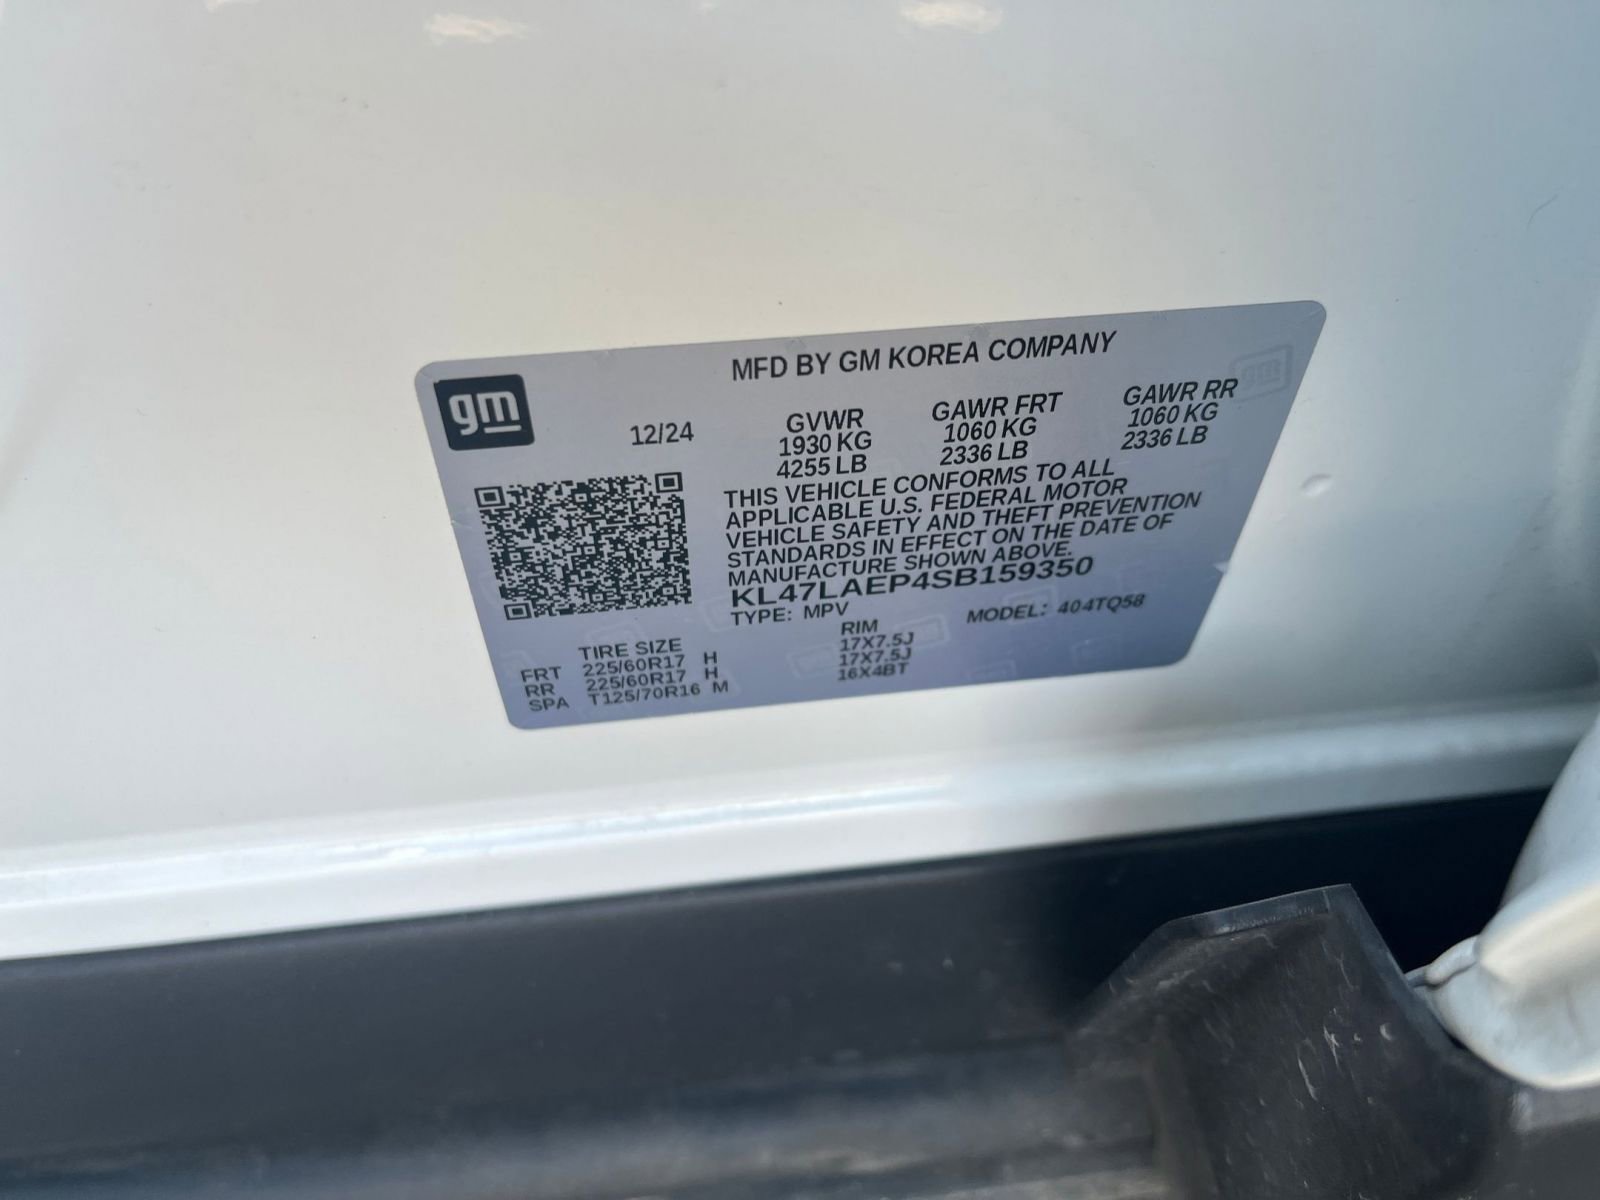 MFD BY GM KOREA COMPANY
gm
12/24
GVWR GAWR FRT GAWR RR
1930 KG 1060 KG 1060 KG
4255 LB 2336 LB 2336 LB
THIS VEHICLE CONFORMS TO ALL
APPLICABLE U.S. FEDERAL MOTOR
VEHICLE SAFETY AND THEFT PREVENTION
STANDARDS IN EFFECT ON THE DATE OF
MANUFACTURE SHOWN ABOVE.
KL47LAEP4SB159350
TYPE: MPV MODEL: 404TQ58
TIRE SIZE RIM
FRT 225/60R17 H 17X7.5J
RR 225/60R17 H 17X7.5J
SPA T125/70R16 M 16X4BT